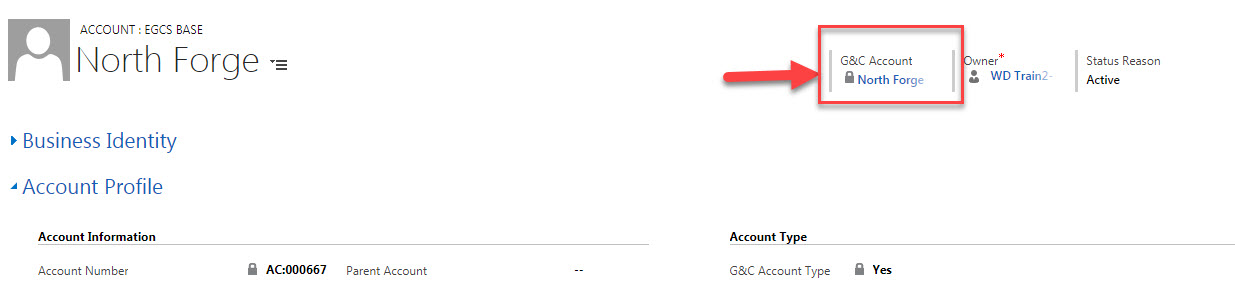 ACCOUNT : EGCS BASE
North Forge
G&C Account
North Forge
Owner*
WD Train2-
Status Reason
Active
Business Identity
Account Profile
Account Information
Account Type
Account Number AC:000667 Parent Account --
G&C Account Type Yes